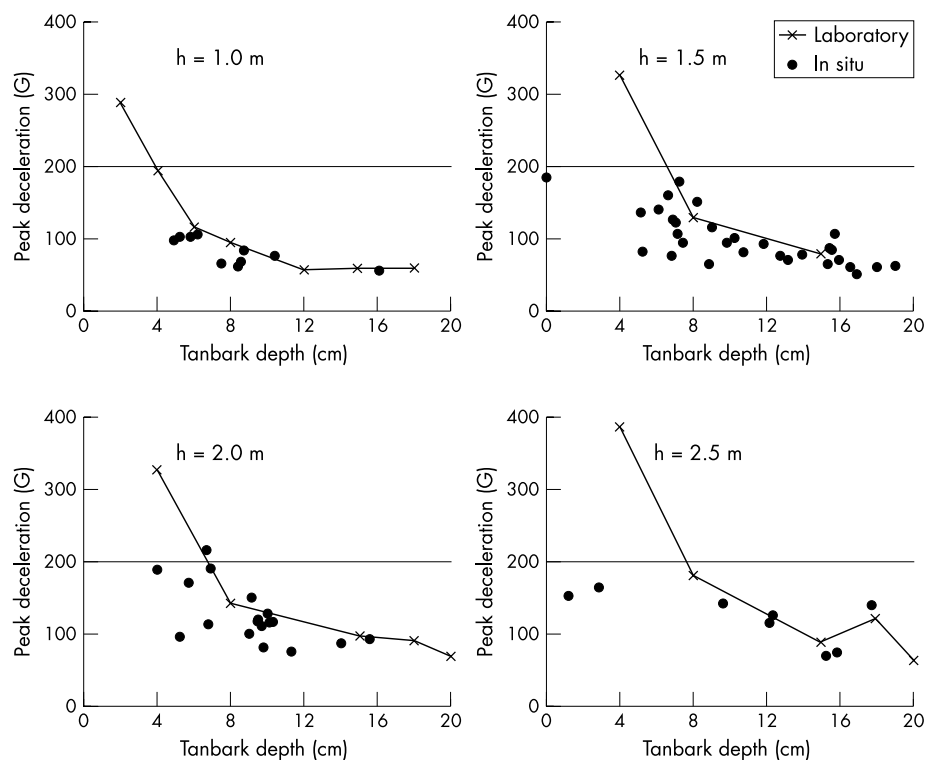 400
300
200
100
0
Peak deceleration (G)
h = 1.0 m
0 4 8 12 16 20
Tanbark depth (cm)
400
300
200
100
0
Peak deceleration (G)
h = 1.5 m
Laboratory
In situ
0 4 8 12 16 20
Tanbark depth (cm)
400
300
200
100
0
Peak deceleration (G)
h = 2.0 m
0 4 8 12 16 20
Tanbark depth (cm)
400
300
200
100
0
Peak deceleration (G)
h = 2.5 m
0 4 8 12 16 20
Tanbark depth (cm)